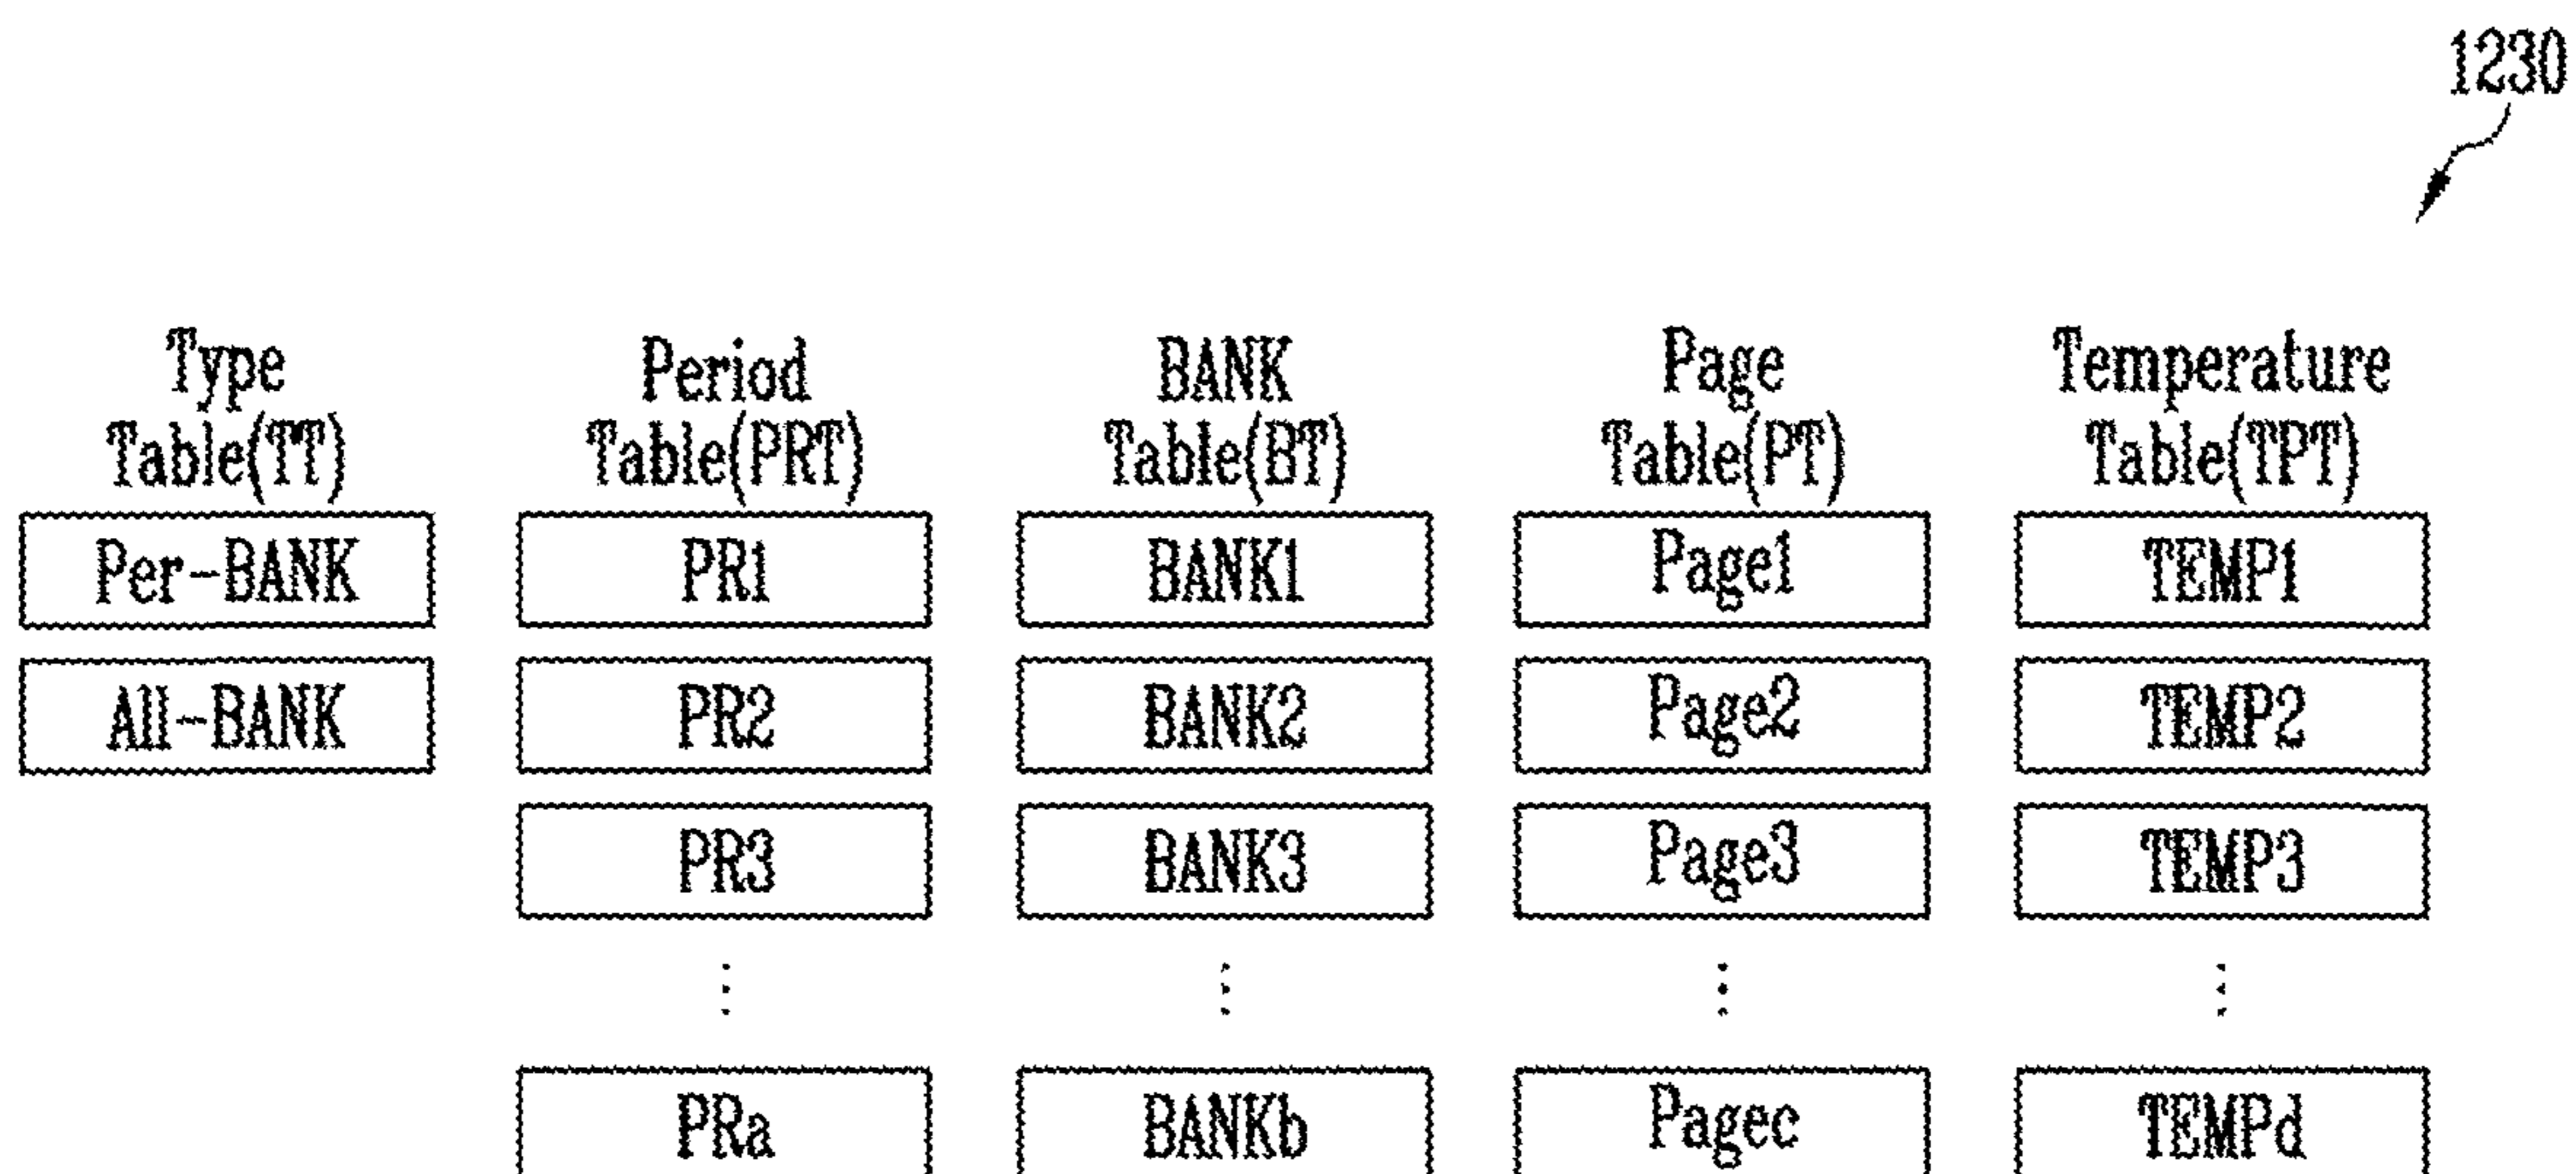 1230
Type Table(TT)
Period Table(PRT)
BANK Table(BT)
Page Table(PT)
Temperature Table(TPT)
Per-BANK PR1 BANK1 Page1 TEMP1
All-BANK PR2 BANK2 Page2 TEMP2
PR3 BANK3 Page3 TEMP3
⋮ ⋮ ⋮ ⋮
PRa BANKb Pagec TEMPd